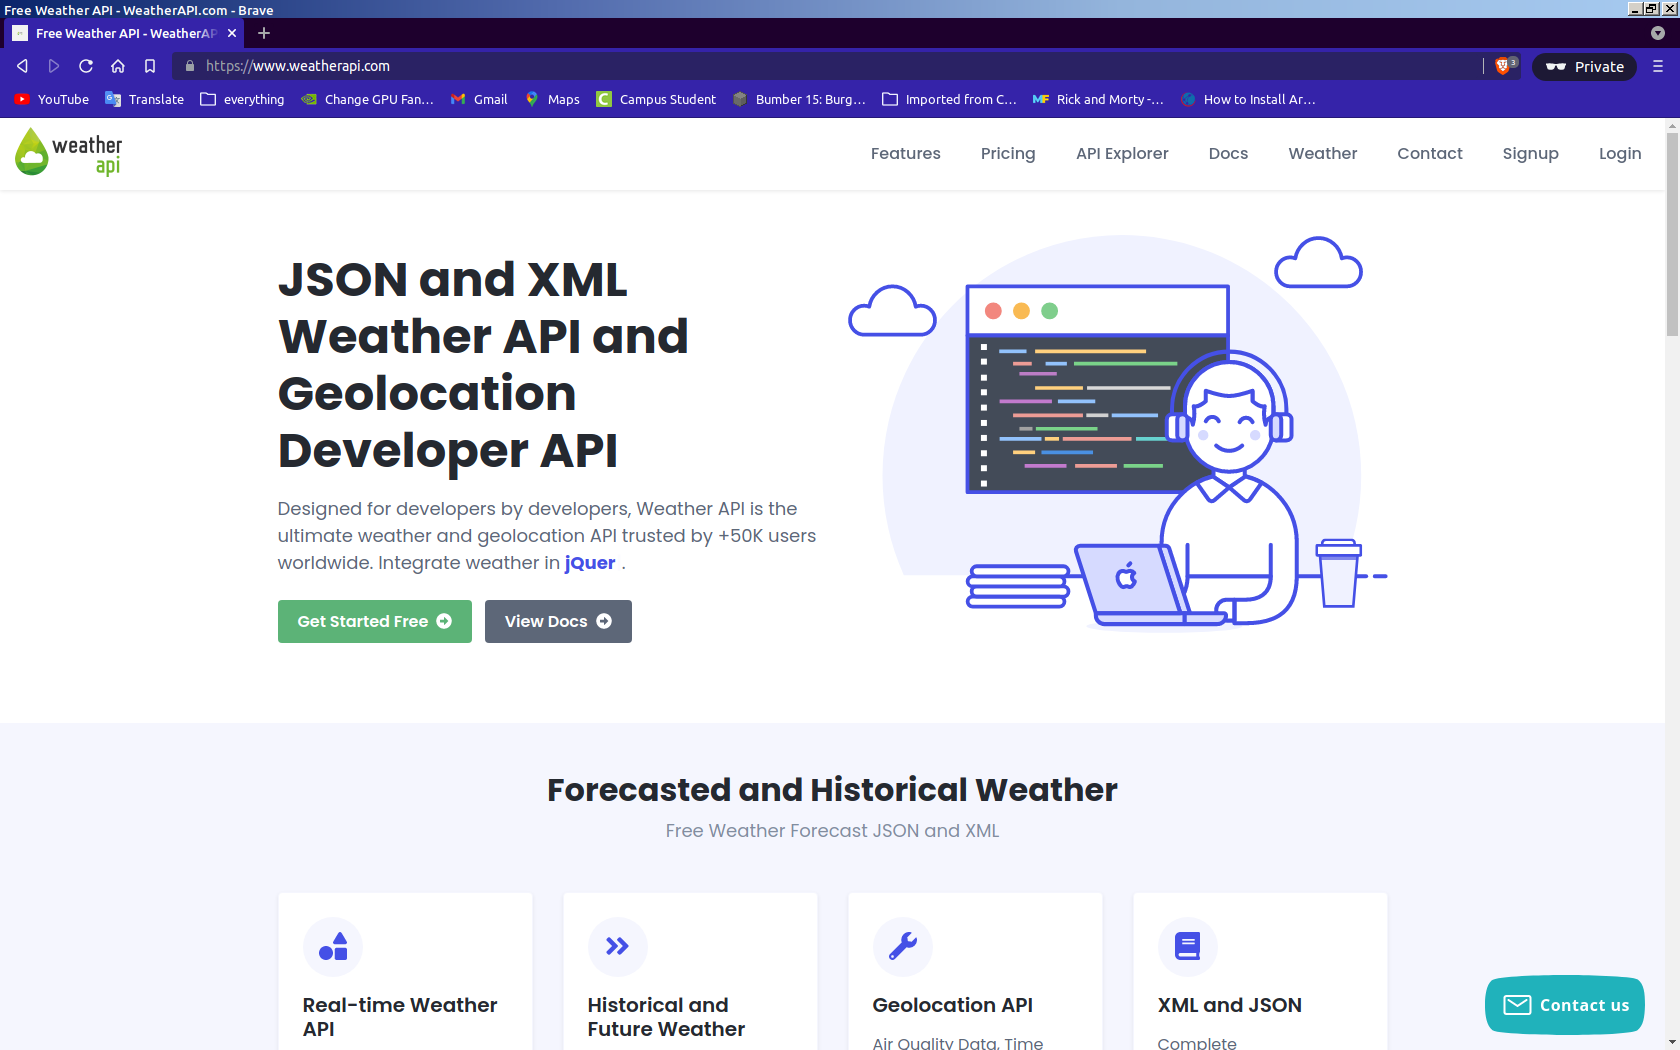 Free Weather API - WeatherAPI.com - Brave
Free Weather API - WeatherAP
https://www.weatherapi.com
3
Private
YouTube
Translate
everything
Change GPU Fan...
Gmail
Maps
Campus Student
Bumber 15: Burg...
Imported from C...
Rick and Morty -...
How to Install Ar...
weather
api
Features
Pricing
API Explorer
Docs
Weather
Contact
Signup
Login
JSON and XML
Weather API and
Geolocation
Developer API
Designed for developers by developers, Weather API is the
ultimate weather and geolocation API trusted by +50K users
worldwide. Integrate weather in jQuer .
Get Started Free
View Docs
Forecasted and Historical Weather
Free Weather Forecast JSON and XML
Real-time Weather
API
Historical and
Future Weather
Geolocation API
Air Quality Data, Time
XML and JSON
Complete
Contact us